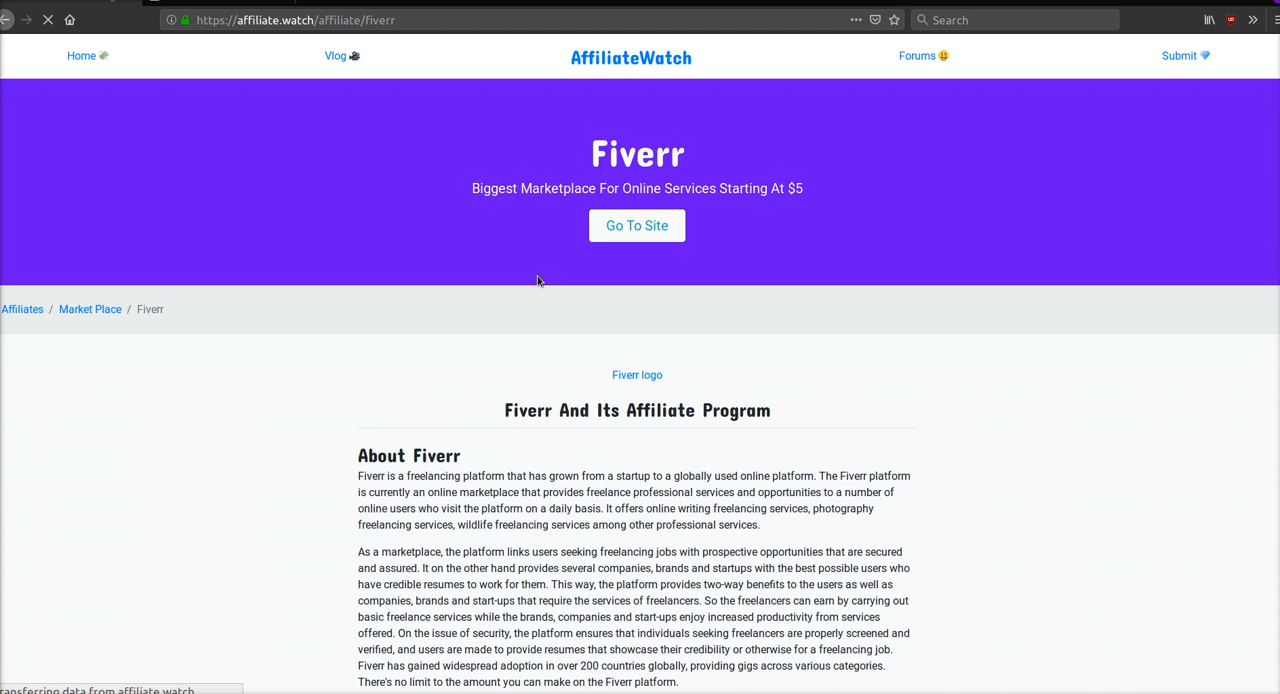 https://affiliate.watch/affiliate/fiverr
Search
Home
Vlog
AffiliateWatch
Forums
Submit
Fiverr
Biggest Marketplace For Online Services Starting At $5
Go To Site
Affiliates / Market Place / Fiverr
Fiverr logo
Fiverr And Its Affiliate Program
About Fiverr
Fiverr is a freelancing platform that has grown from a startup to a globally used online platform. The Fiverr platform
is currently an online marketplace that provides freelance professional services and opportunities to a number of
online users who visit the platform on a daily basis. It offers online writing freelancing services, photography
freelancing services, wildlife freelancing services among other professional services.
As a marketplace, the platform links users seeking freelancing jobs with prospective opportunities that are secured
and assured. It on the other hand provides several companies, brands and startups with the best possible users who
have credible resumes to work for them. This way, the platform provides two-way benefits to the users as well as
companies, brands and start-ups that require the services of freelancers. So the freelancers can earn by carrying out
basic freelance services while the brands, companies and start-ups enjoy increased productivity from services
offered. On the issue of security, the platform ensures that individuals seeking freelancers are properly screened and
verified, and users are made to provide resumes that showcase their credibility or otherwise for a freelancing job.
Fiverr has gained widespread adoption in over 200 countries globally, providing gigs across various categories.
There's no limit to the amount you can make on the Fiverr platform.
ransferring data from affiliate.watch